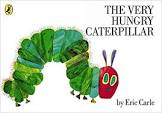 THE VERY
HUNGRY
CATERPILLAR
by Eric Carle